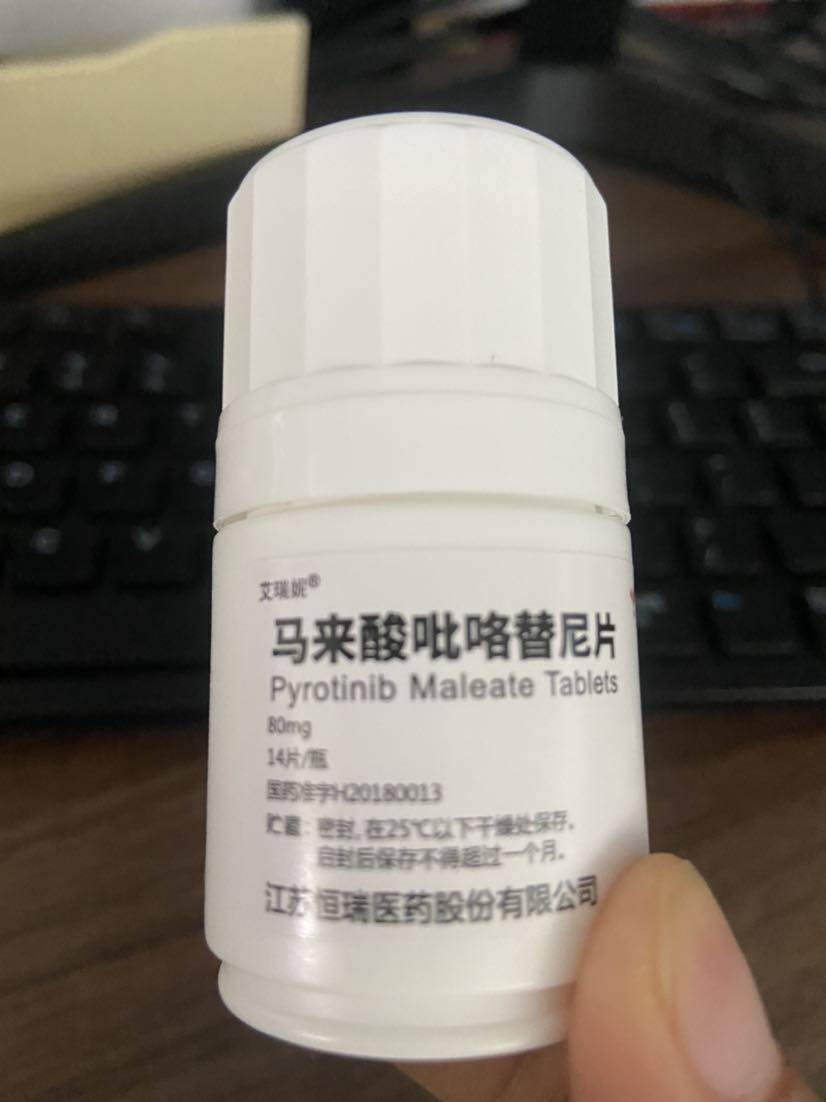 艾瑞妮®
马来酸吡咯替尼片
Pyrotinib Maleate Tablets
80mg
14片/瓶
国药准字H20180013
贮藏：密封，在25℃以下干燥处保存。
启封后保存不得超过一个月。
江苏恒瑞医药股份有限公司